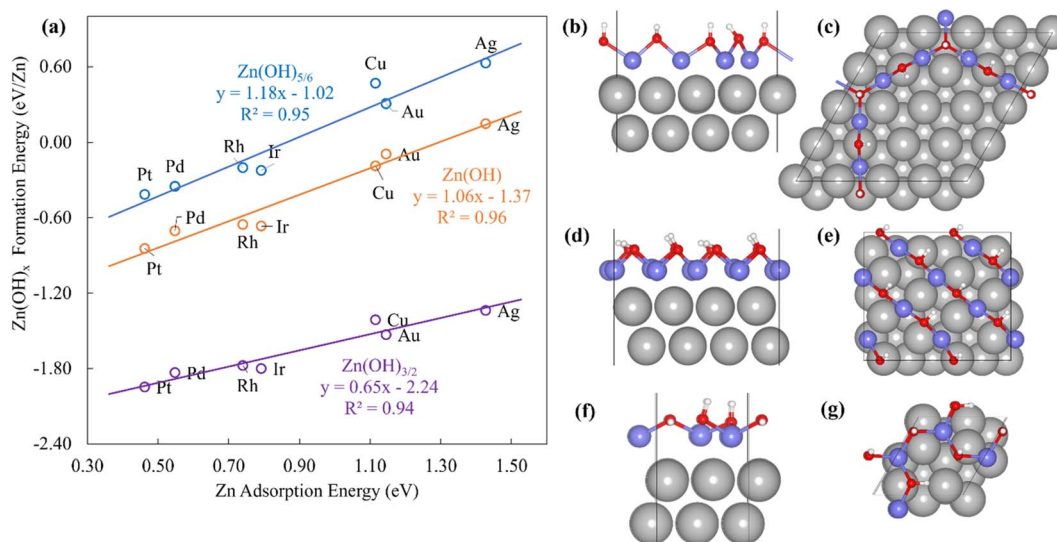 (a)
Zn(OH)x Formation Energy (eV/Zn)
0.60
0.00
-0.60
-1.20
-1.80
-2.40
0.30 0.50 0.70 0.90 1.10 1.30 1.50
Zn Adsorption Energy (eV)
Zn(OH)5/6
y = 1.18x - 1.02
R² = 0.95
Pt
Pd
Rh
Ir
Cu
Au
Ag
Zn(OH)
y = 1.06x - 1.37
R² = 0.96
Pt
Pd
Rh
Ir
Cu
Au
Ag
Zn(OH)3/2
y = 0.65x - 2.24
R² = 0.94
Pt
Pd
Rh
Ir
Cu
Au
Ag
(b)
(c)
(d)
(e)
(f)
(g)